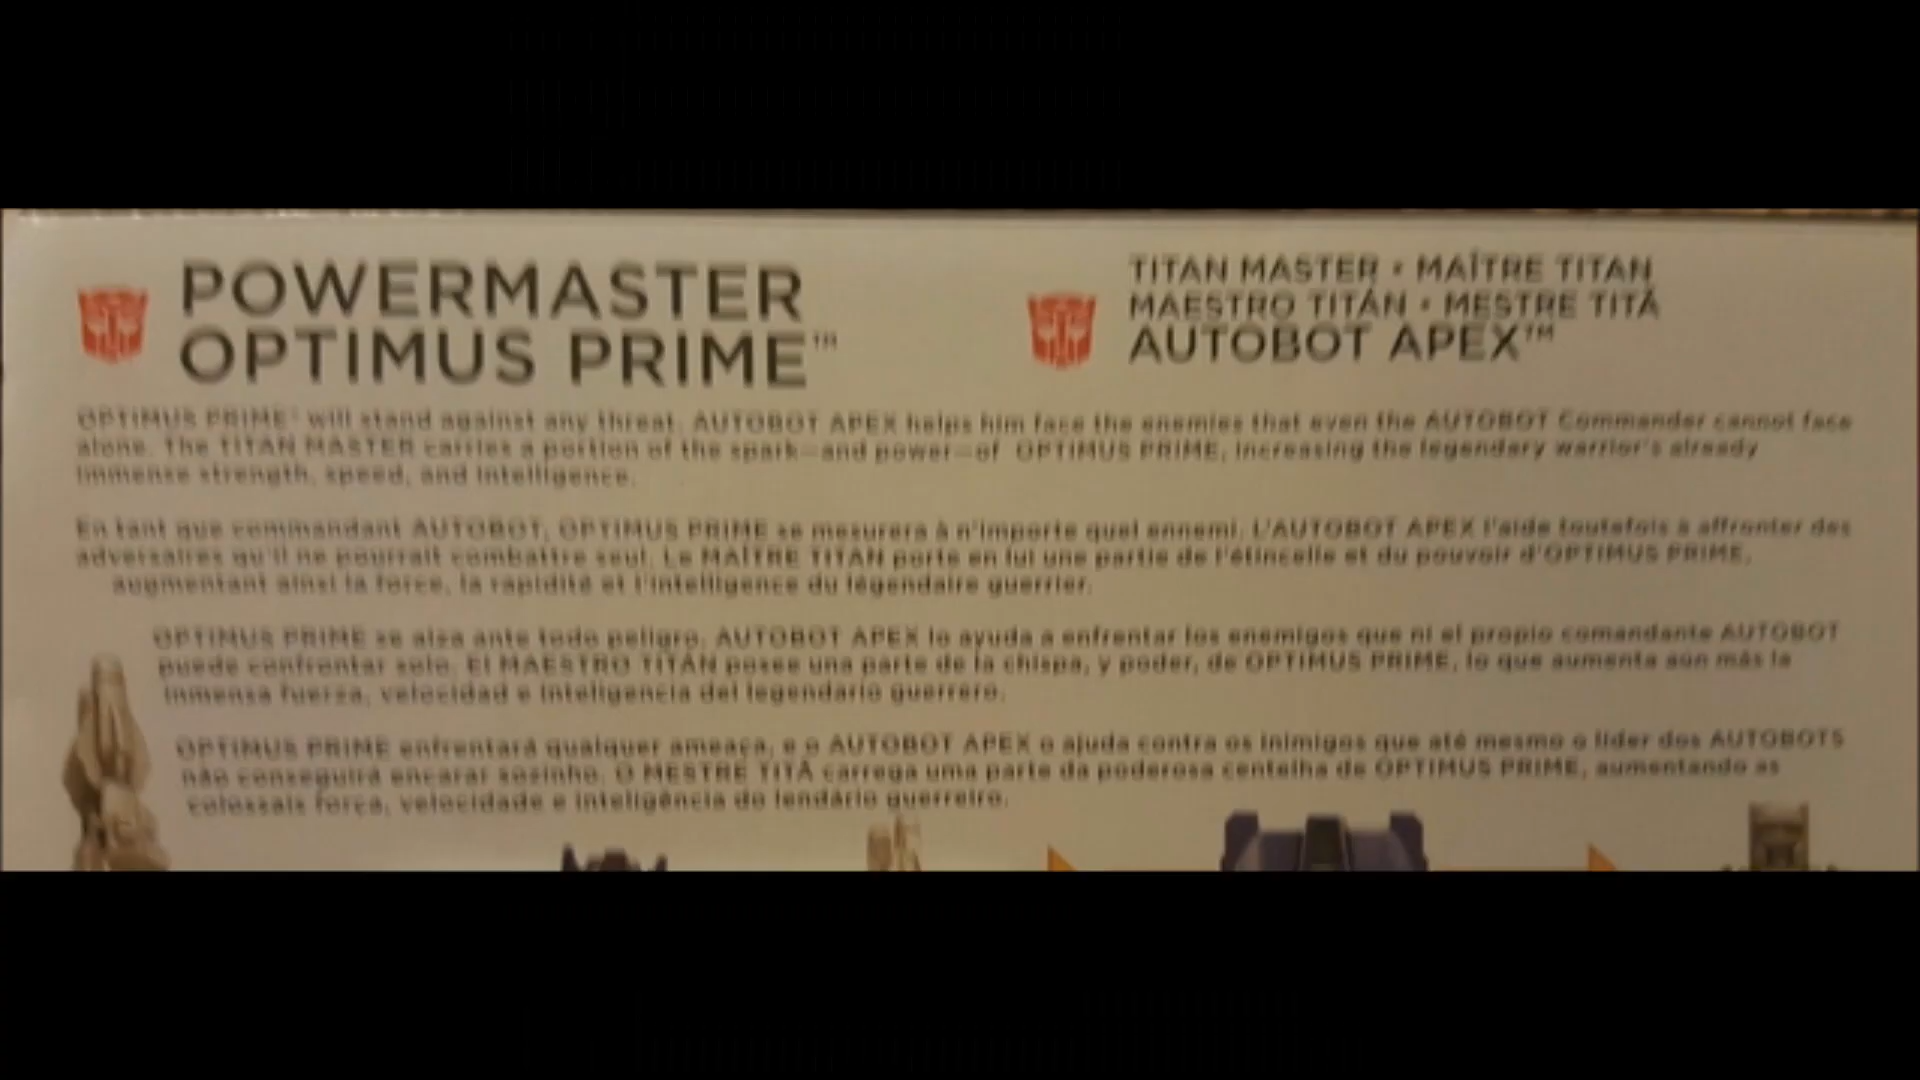 POWERMASTER
OPTIMUS PRIME™
TITAN MASTER • MAÎTRE TITAN
MAESTRO TITÁN • MESTRE TITÃ
AUTOBOT APEX™
OPTIMUS PRIME™ will stand against any threat. AUTOBOT APEX helps him face the enemies that even the AUTOBOT Commander cannot face
alone. The TITAN MASTER carries a portion of the spark—and power—of OPTIMUS PRIME, increasing the legendary warrior's already
immense strength, speed, and intelligence.
En tant que commandant AUTOBOT, OPTIMUS PRIME se mesurera à n'importe quel ennemi. L'AUTOBOT APEX l'aide toutefois à affronter des
adversaires qu'il ne pourrait combattre seul. Le MAÎTRE TITAN porte en lui une partie de l'étincelle et du pouvoir d'OPTIMUS PRIME,
augmentant ainsi la force, la rapidité et l'intelligence du légendaire guerrier.
OPTIMUS PRIME se alza ante todo peligro. AUTOBOT APEX lo ayuda a enfrentar los enemigos que ni el propio comandante AUTOBOT
puede confrontar solo. El MAESTRO TITÁN posee una parte de la chispa, y poder, de OPTIMUS PRIME, lo que aumenta aún más la
inmensa fuerza, velocidad e inteligencia del legendario guerrero.
OPTIMUS PRIME enfrentará qualquer ameaça, e o AUTOBOT APEX o ajuda contra os inimigos que até mesmo o líder dos AUTOBOTS
não conseguirá encarar sozinho. O MESTRE TITÃ carrega uma parte da poderosa centelha de OPTIMUS PRIME, aumentando as
colossais força, velocidade e inteligência do lendário guerreiro.